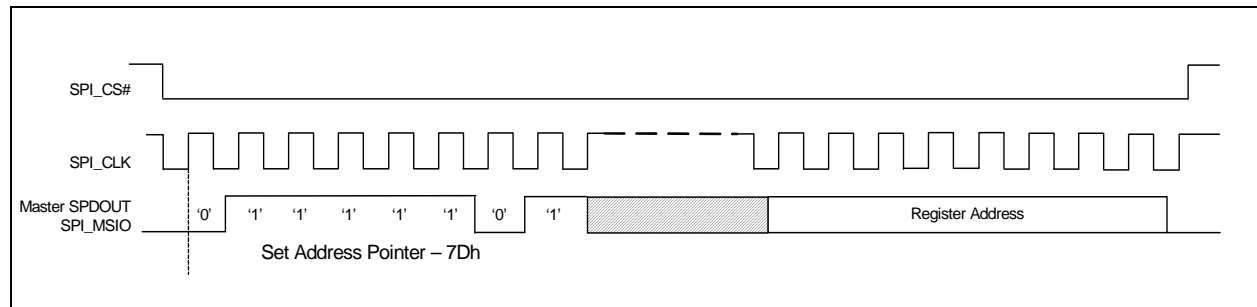 SPI_CS#
SPI_CLK
Master SPDOUT
SPI_MSIO
‘0’ ‘1’ ‘1’ ‘1’ ‘1’ ‘1’ ‘0’ ‘1’ Register Address
Set Address Pointer – 7Dh